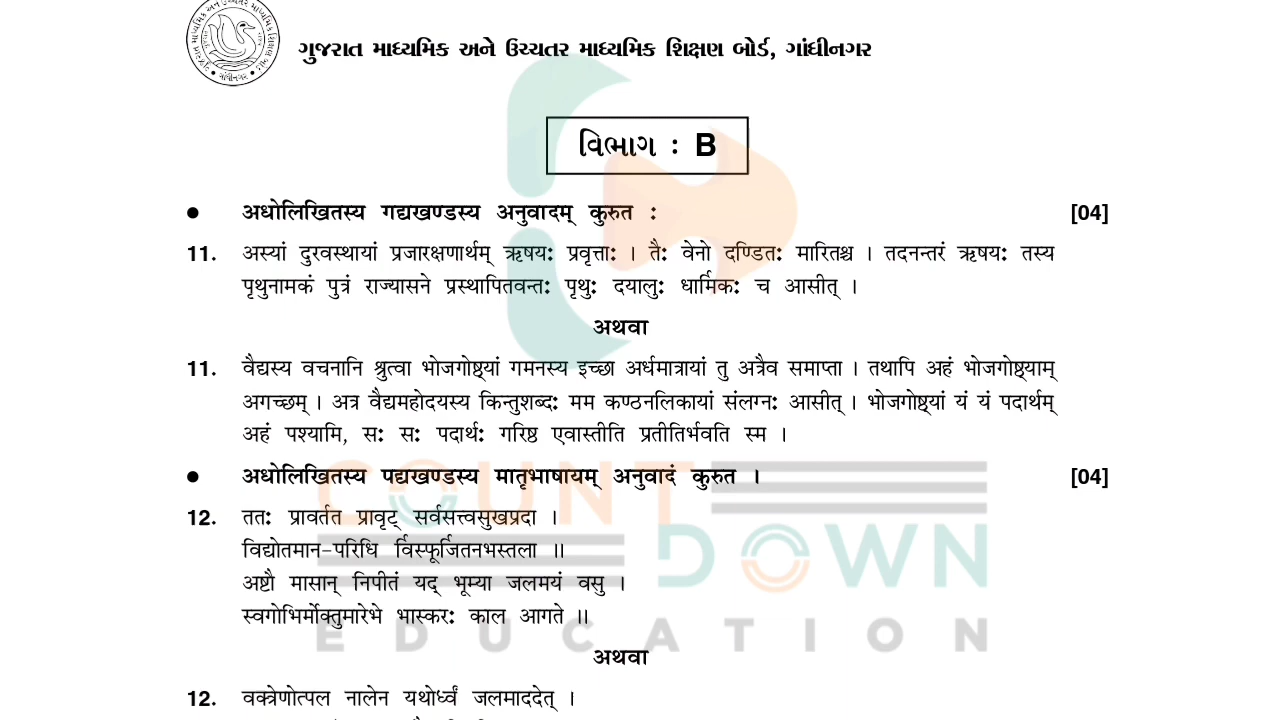 ગુજરાત માધ્યમિક અને ઉચ્ચતર માધ્યમિક શિક્ષણ બોર્ડ, ગાંધીનગર
વિભાગ : B
● अधोलिखितस्य गद्यखण्डस्य अनुवादम् कुरुत : [04]
11. अस्यां दुरवस्थायां प्रजारक्षणार्थम् ऋषयः प्रवृत्ताः । तैः वेनो दण्डितः मारितश्च । तदनन्तरं ऋषयः तस्य
पृथुनामकं पुत्रं राज्यासने प्रस्थापितवन्तः पृथुः दयालुः धार्मिकः च आसीत् ।
अथवा
11. वैद्यस्य वचनानि श्रुत्वा भोजगोष्ठ्यां गमनस्य इच्छा अर्धमात्रायां तु अत्रैव समाप्ता । तथापि अहं भोजगोष्ठ्याम्
अगच्छम् । अत्र वैद्यमहोदयस्य किन्तुशब्दः मम कण्ठनलिकायां संलग्नः आसीत् । भोजगोष्ठ्यां यं यं पदार्थम्
अहं पश्यामि, सः सः पदार्थः गरिष्ठ एवास्तीति प्रतीतिर्भवति स्म ।
● अधोलिखितस्य पद्यखण्डस्य मातृभाषायम् अनुवादं कुरुत । [04]
12. ततः प्रावर्तत प्रावृट् सर्वसत्त्वसुखप्रदा ।
विद्योतमान-परिधि र्विस्फूर्जितनभस्तला ॥
अष्टौ मासान् निपीतं यद् भूम्या जलमयं वसु ।
स्वगोभिर्मोक्तुमारेभे भास्करः काल आगते ॥
अथवा
12. वक्त्रेणोत्पल नालेन यथोर्ध्वं जलमाददेत् ।
COUNT
DOWN
EDUCATION